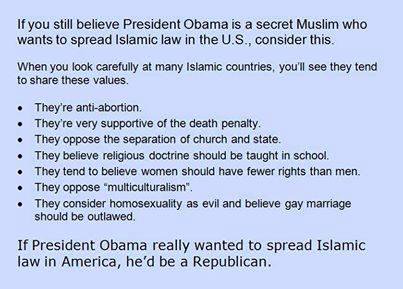 If you still believe President Obama is a secret Muslim who
wants to spread Islamic law in the U.S., consider this.
When you look carefully at many Islamic countries, you'll see they tend
to share these values.
• They're anti-abortion.
• They're very supportive of the death penalty.
• They oppose the separation of church and state.
• They believe religious doctrine should be taught in school.
• They tend to believe women should have fewer rights than men.
• They oppose "multiculturalism".
• They consider homosexuality as evil and believe gay marriage
should be outlawed.
If President Obama really wanted to spread Islamic
law in America, he'd be a Republican.